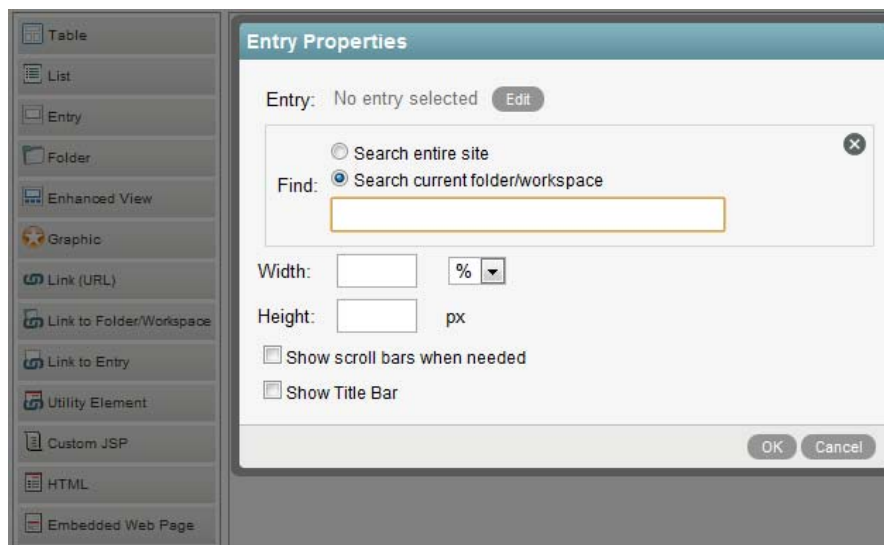 Table
List
Entry
Folder
Enhanced View
Graphic
Link (URL)
Link to Folder/Workspace
Link to Entry
Utility Element
Custom JSP
HTML
Embedded Web Page
Entry Properties
Entry: No entry selected Edit
Search entire site
Find: Search current folder/workspace
Width: %
Height: px
Show scroll bars when needed
Show Title Bar
OK Cancel